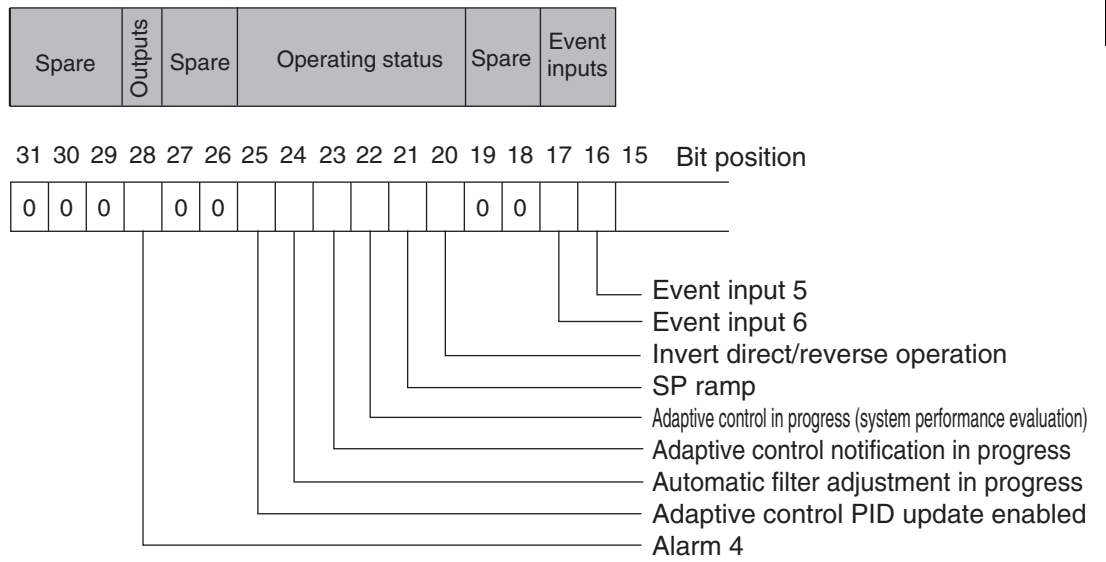 Spare Outputs Spare Operating status Spare Event inputs
31 30 29 28 27 26 25 24 23 22 21 20 19 18 17 16 15 Bit position
0 0 0 0 0 0 0
Event input 5
Event input 6
Invert direct/reverse operation
SP ramp
Adaptive control in progress (system performance evaluation)
Adaptive control notification in progress
Automatic filter adjustment in progress
Adaptive control PID update enabled
Alarm 4